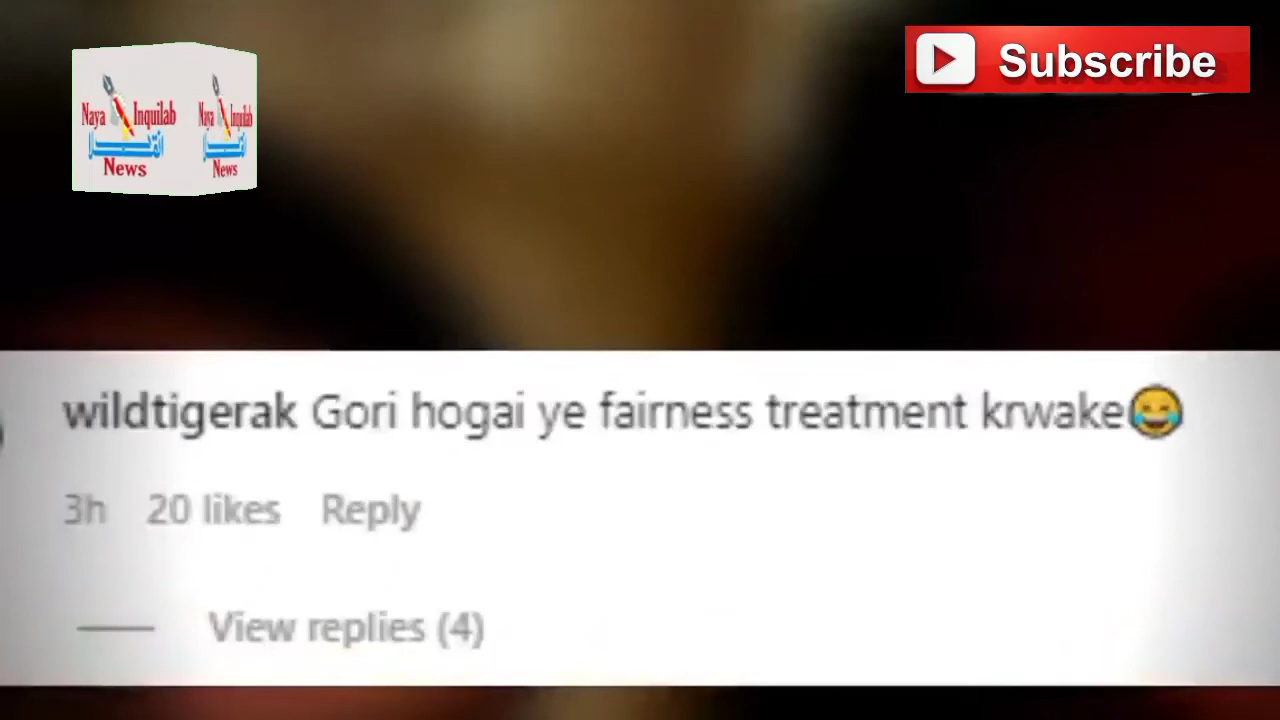 Subscribe
Naya Inquilab
انقلاب
News
Naya Inquilab
News
wildtigerak Gori hogai ye fairness treatment krwake😂
3h 20 likes Reply
View replies (4)